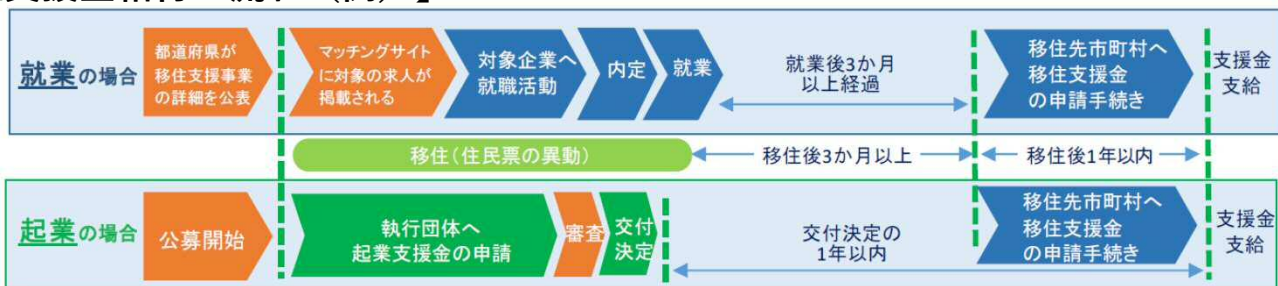 就業の場合
都道府県が
移住支援事業
の詳細を公表
マッチングサイト
に対象の求人が
掲載される
対象企業へ
就職活動
内定
就業
就業後3か月
以上経過
移住先市町村へ
移住支援金
の申請手続き
支援金
支給
移住(住民票の異動)
移住後3か月以上
移住後1年以内
起業の場合
公募開始
執行団体へ
起業支援金の申請
審査
交付
決定
交付決定の
1年以内
移住先市町村へ
移住支援金
の申請手続き
支援金
支給